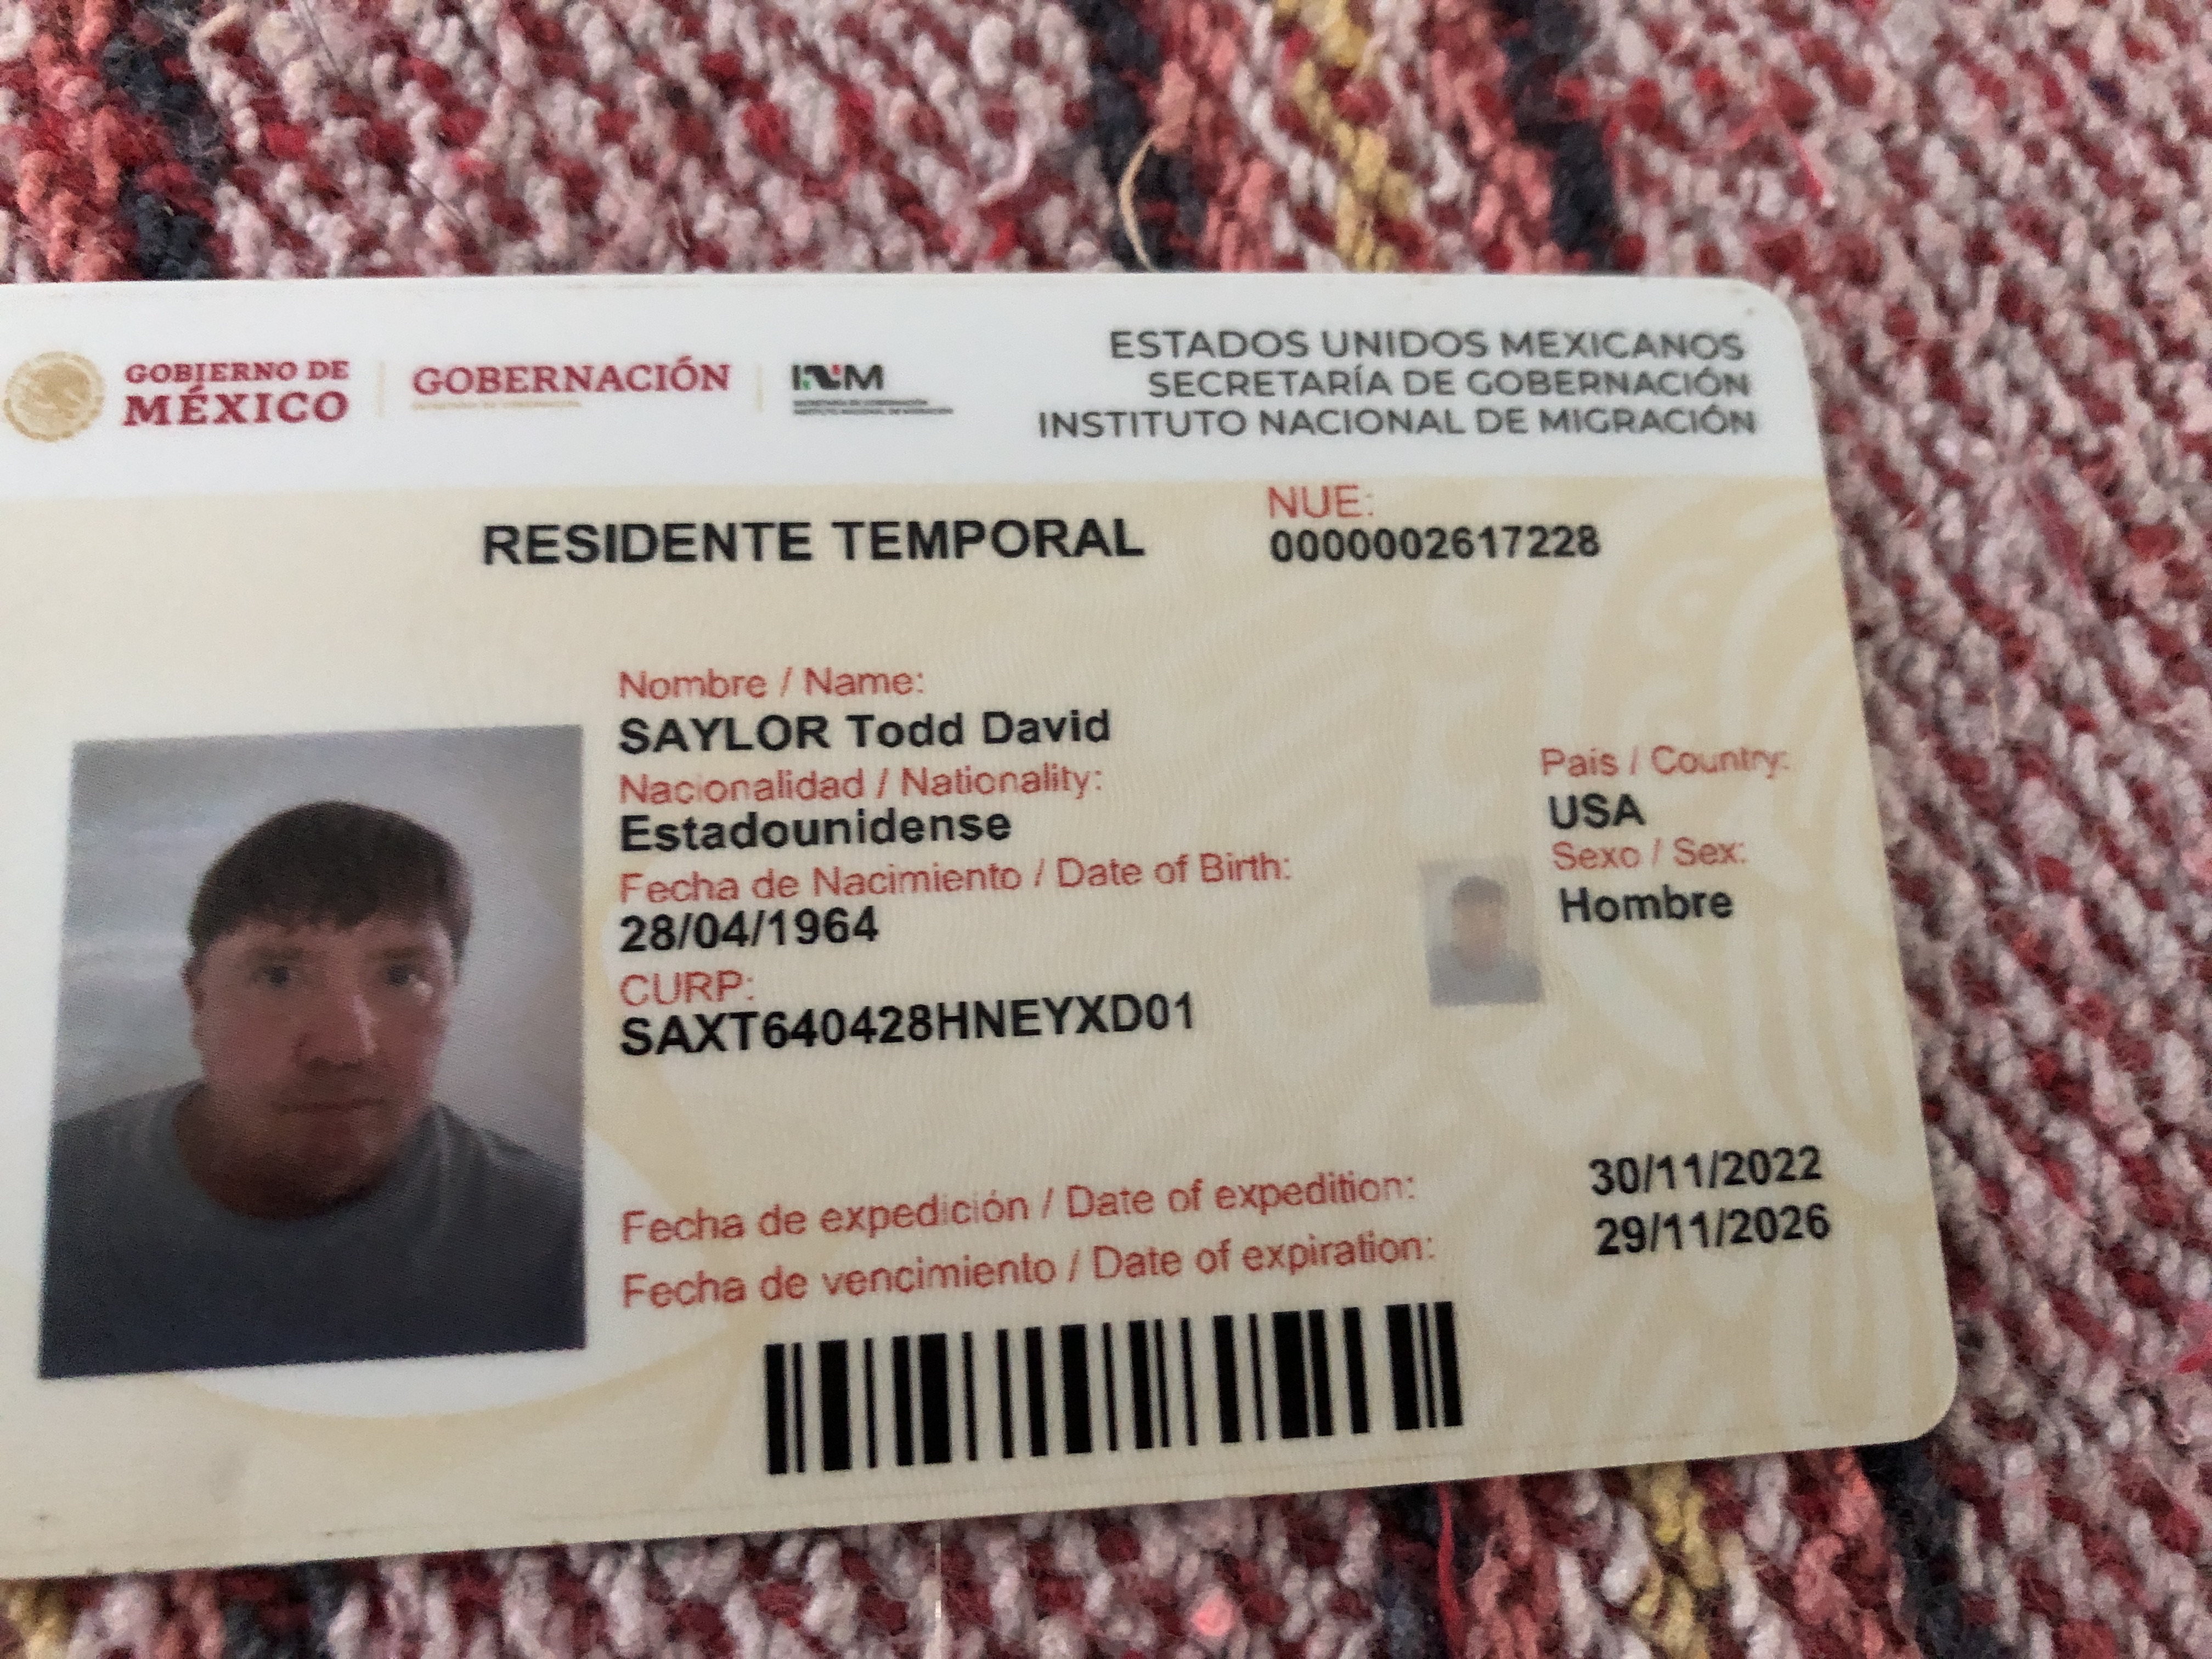 GOBIERNO DE
MÉXICO
GOBERNACIÓN
INM
ESTADOS UNIDOS MEXICANOS
SECRETARÍA DE GOBERNACIÓN
INSTITUTO NACIONAL DE MIGRACIÓN
RESIDENTE TEMPORAL
NUE:
0000002617228
Nombre / Name:
SAYLOR Todd David
Nacionalidad / Nationality:
Estadounidense
Fecha de Nacimiento / Date of Birth:
28/04/1964
CURP:
SAXT640428HNEYXD01
País / Country:
USA
Sexo / Sex:
Hombre
Fecha de expedición / Date of expedition: 30/11/2022
Fecha de vencimiento / Date of expiration: 29/11/2026